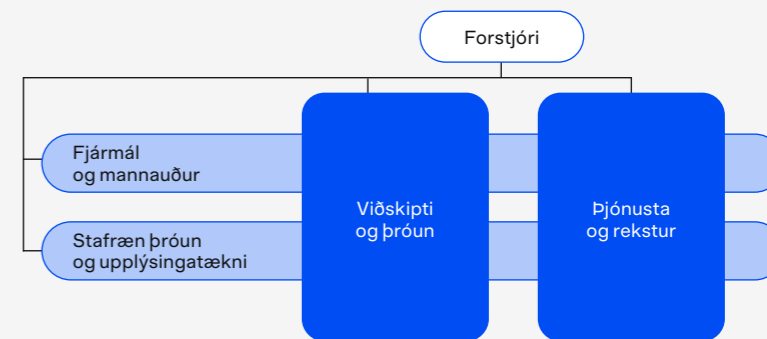 Forstjóri
Fjármál
og mannauður
Viðskipti
og þróun
Þjónusta
og rekstur
Stafræn þróun
og upplýsingatækni